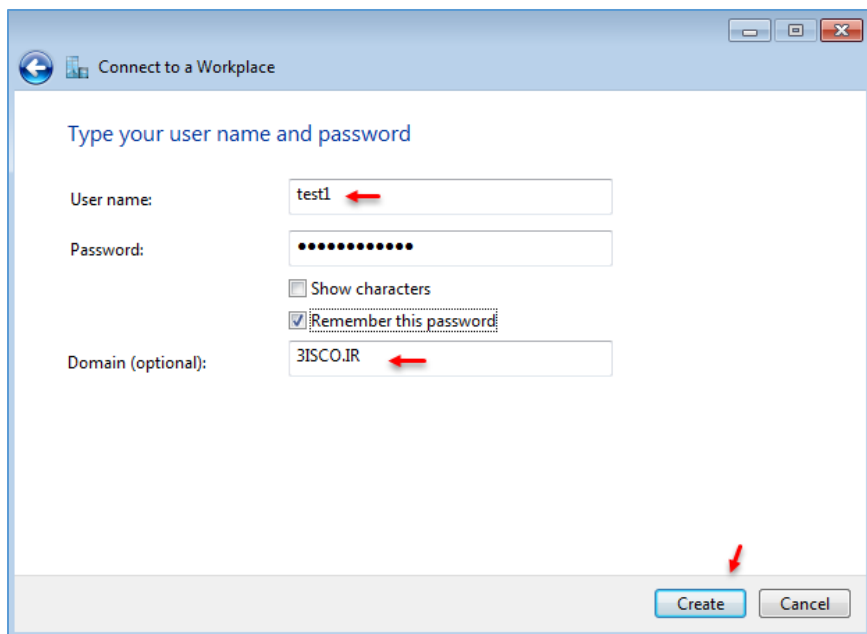 Connect to a Workplace
Type your user name and password
User name:
test1
Password:
••••••••••••
Show characters
Remember this password
Domain (optional):
3ISCO.IR
Create
Cancel